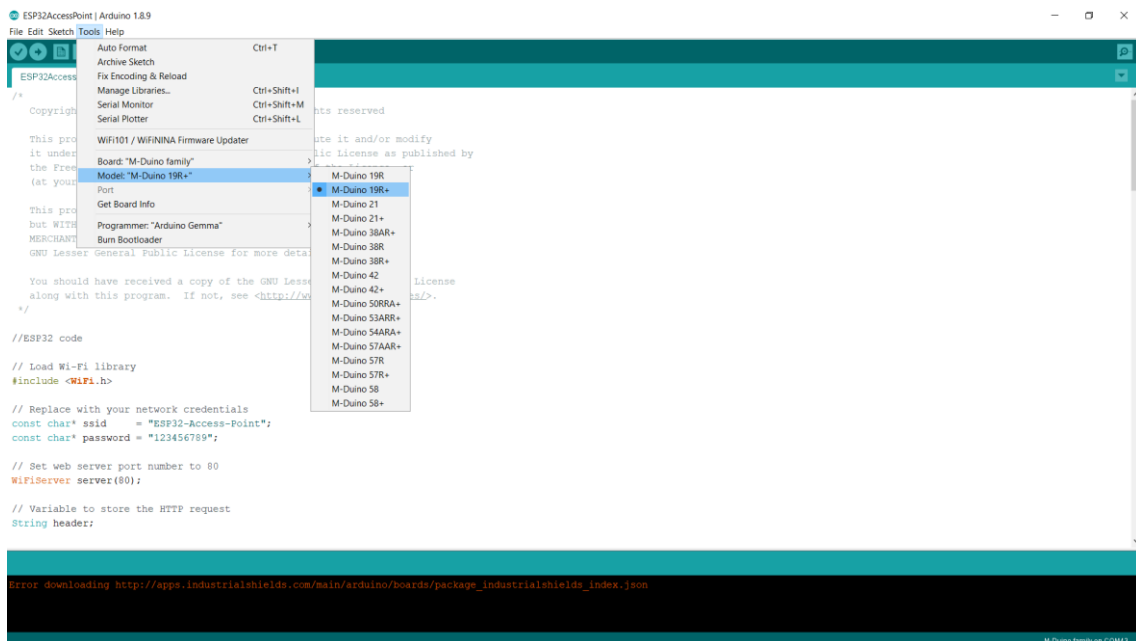 ESP32AccessPoint | Arduino 1.8.9
File Edit Sketch Tools Help
Auto Format Ctrl+T
Archive Sketch
Fix Encoding & Reload
Manage Libraries... Ctrl+Shift+I
Serial Monitor Ctrl+Shift+M
Serial Plotter Ctrl+Shift+L
WiFi101 / WiFiNINA Firmware Updater
Board: "M-Duino family"
Model: "M-Duino 19R+"
Port
Get Board Info
Programmer: "Arduino Gemma"
Burn Bootloader
M-Duino 19R
M-Duino 19R+
M-Duino 21
M-Duino 21+
M-Duino 38AR+
M-Duino 38R
M-Duino 38R+
M-Duino 42
M-Duino 42+
M-Duino 50RRA+
M-Duino 53ARR+
M-Duino 54ARA+
M-Duino 57AAR+
M-Duino 57R
M-Duino 57R+
M-Duino 58
M-Duino 58+
ESP32Access
/*
Copyrigh hts reserved
This pro ute it and/or modify
it under lic License as published by
the Free
(at your
This pro
but WITH
MERCHANT
GNU Lesser General Public License for more detai
You should have received a copy of the GNU Lesse License
along with this program. If not, see <http://w es/>.
*/
//ESP32 code
// Load Wi-Fi library
#include <WiFi.h>
// Replace with your network credentials
const char* ssid = "ESP32-Access-Point";
const char* password = "123456789";
// Set web server port number to 80
WiFiServer server(80);
// Variable to store the HTTP request
String header;
Error downloading http://apps.industrialshields.com/main/arduino/boards/package_industrialshields_index.json